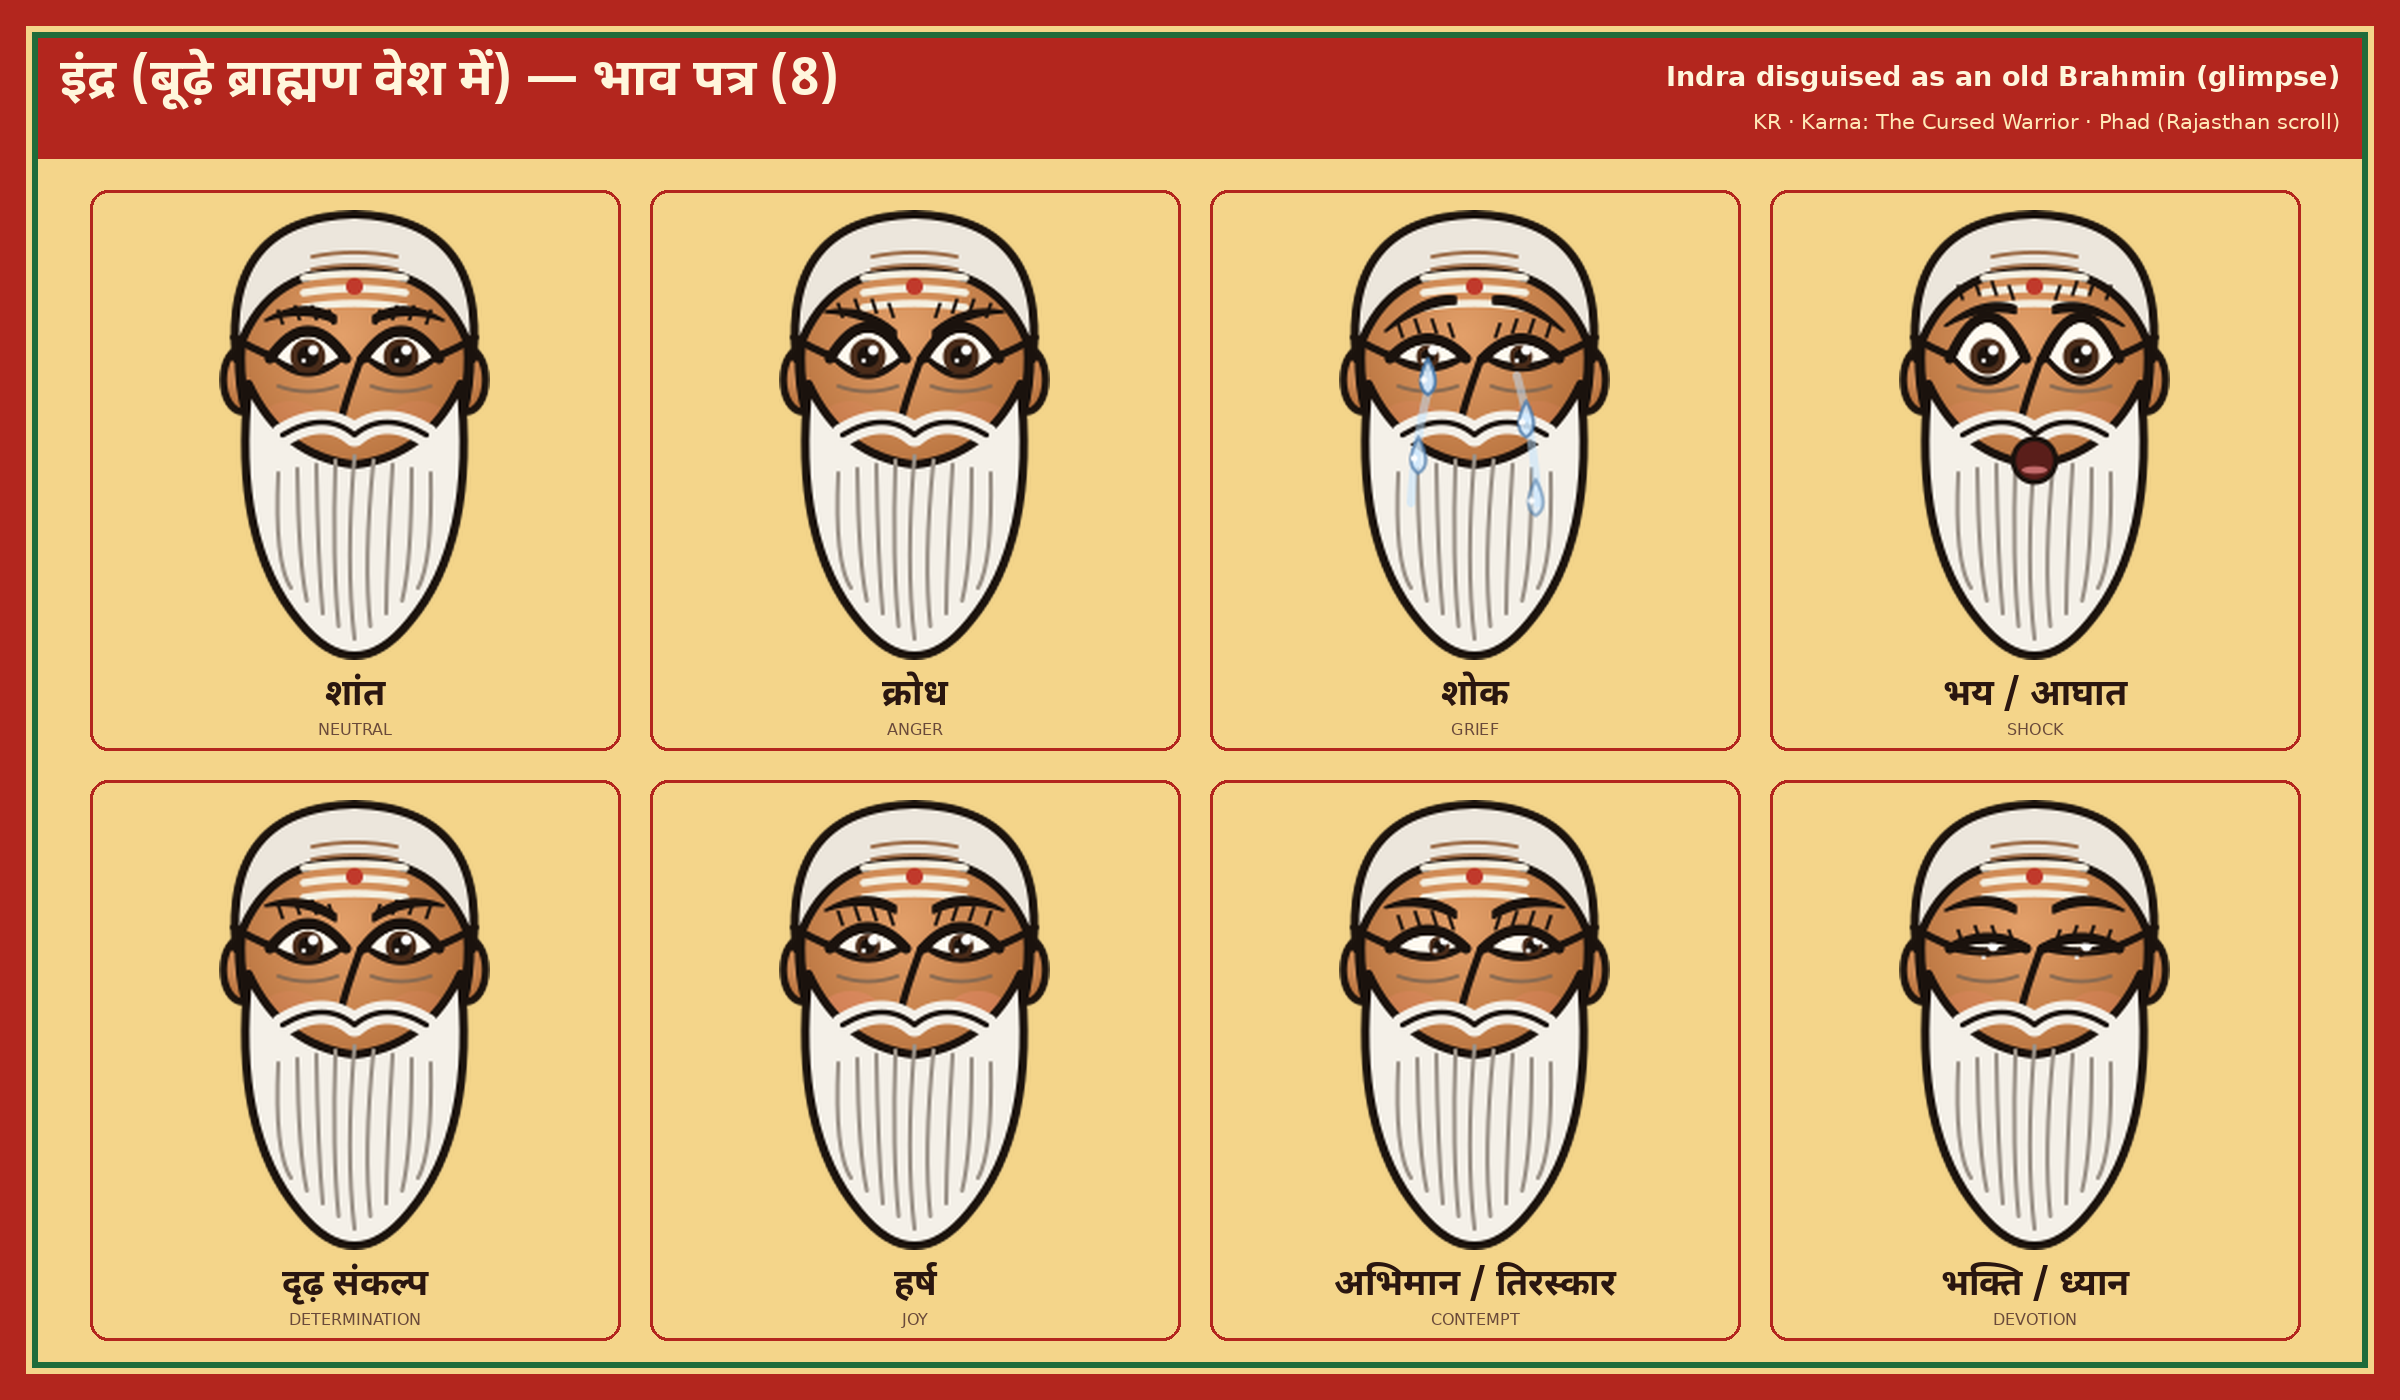 इंद्र (बूढ़े ब्राह्मण वेश में) — भाव पत्र (8)
Indra disguised as an old Brahmin (glimpse)
KR · Karna: The Cursed Warrior · Phad (Rajasthan scroll)
शांत
NEUTRAL
क्रोध
ANGER
शोक
GRIEF
भय / आघात
SHOCK
दृढ़ संकल्प
DETERMINATION
हर्ष
JOY
अभिमान / तिरस्कार
CONTEMPT
भक्ति / ध्यान
DEVOTION